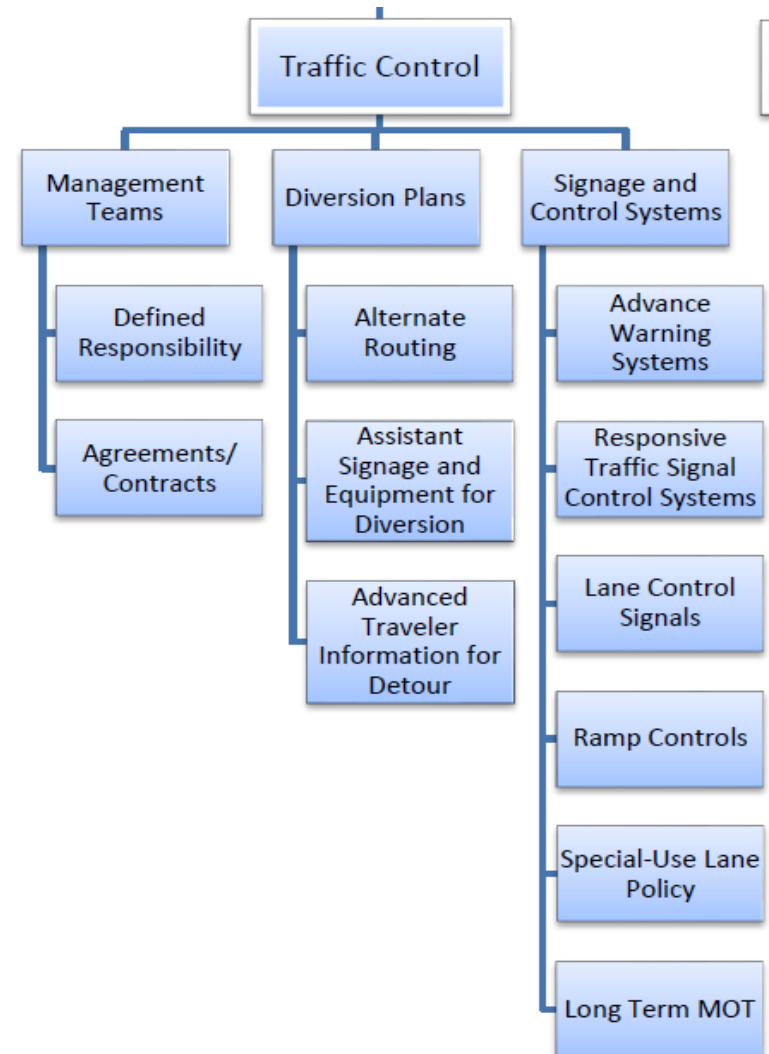 Traffic Control
Management
Teams
Defined
Responsibility
Agreements/
Contracts
Diversion Plans
Alternate
Routing
Assistant
Signage and
Equipment for
Diversion
Advanced
Traveler
Information for
Detour
Signage and
Control Systems
Advance
Warning
Systems
Responsive
Traffic Signal
Control Systems
Lane Control
Signals
Ramp Controls
Special-Use Lane
Policy
Long Term MOT